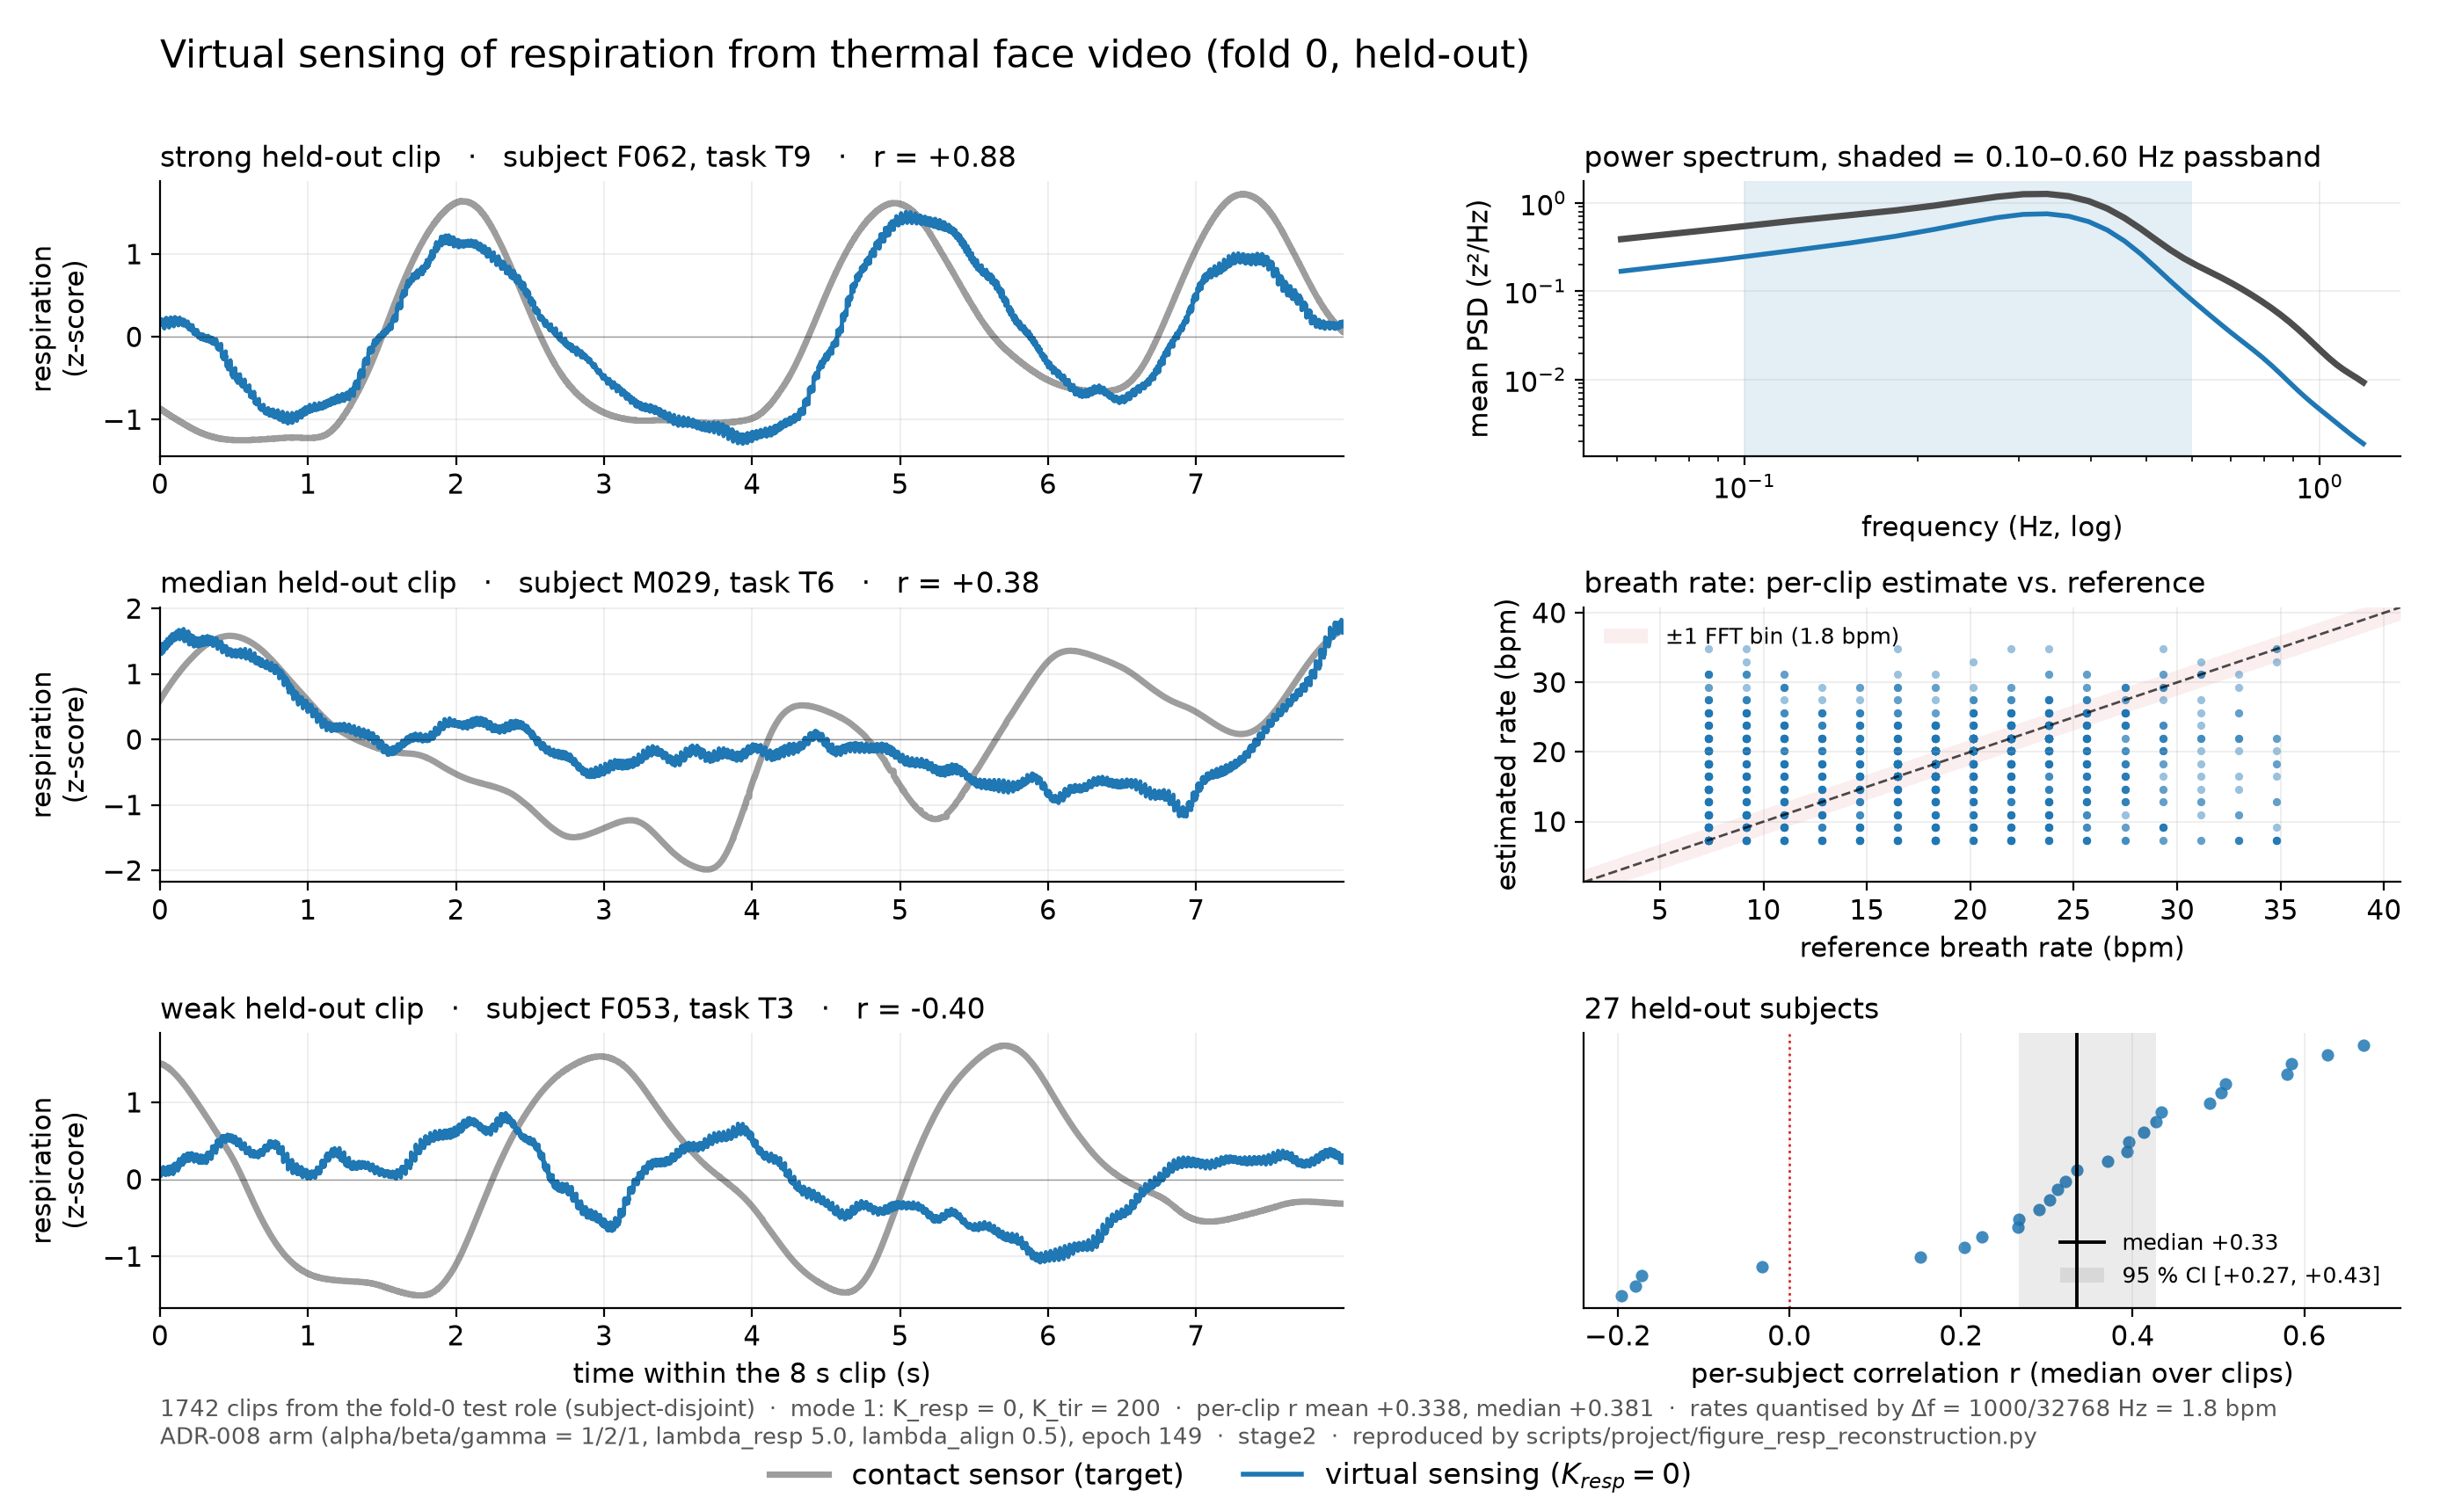 Virtual sensing of respiration from thermal face video (fold 0, held-out)
strong held-out clip · subject F062, task T9 · r = +0.88
respiration
(z-score)
1
0
−1
0 1 2 3 4 5 6 7
power spectrum, shaded = 0.10–0.60 Hz passband
mean PSD (z²/Hz)
10⁰
10⁻¹
10⁻²
10⁻¹ 10⁰
frequency (Hz, log)
median held-out clip · subject M029, task T6 · r = +0.38
respiration
(z-score)
2
1
0
−1
−2
0 1 2 3 4 5 6 7
breath rate: per-clip estimate vs. reference
estimated rate (bpm)
40
30
20
10
±1 FFT bin (1.8 bpm)
5 10 15 20 25 30 35 40
reference breath rate (bpm)
weak held-out clip · subject F053, task T3 · r = -0.40
respiration
(z-score)
1
0
−1
0 1 2 3 4 5 6 7
time within the 8 s clip (s)
27 held-out subjects
median +0.33
95 % CI [+0.27, +0.43]
−0.2 0.0 0.2 0.4 0.6
per-subject correlation r (median over clips)
1742 clips from the fold-0 test role (subject-disjoint) · mode 1: K_resp = 0, K_tir = 200 · per-clip r mean +0.338, median +0.381 · rates quantised by Δf = 1000/32768 Hz = 1.8 bpm
ADR-008 arm (alpha/beta/gamma = 1/2/1, lambda_resp 5.0, lambda_align 0.5), epoch 149 · stage2 · reproduced by scripts/project/figure_resp_reconstruction.py
contact sensor (target) virtual sensing (K_resp = 0)